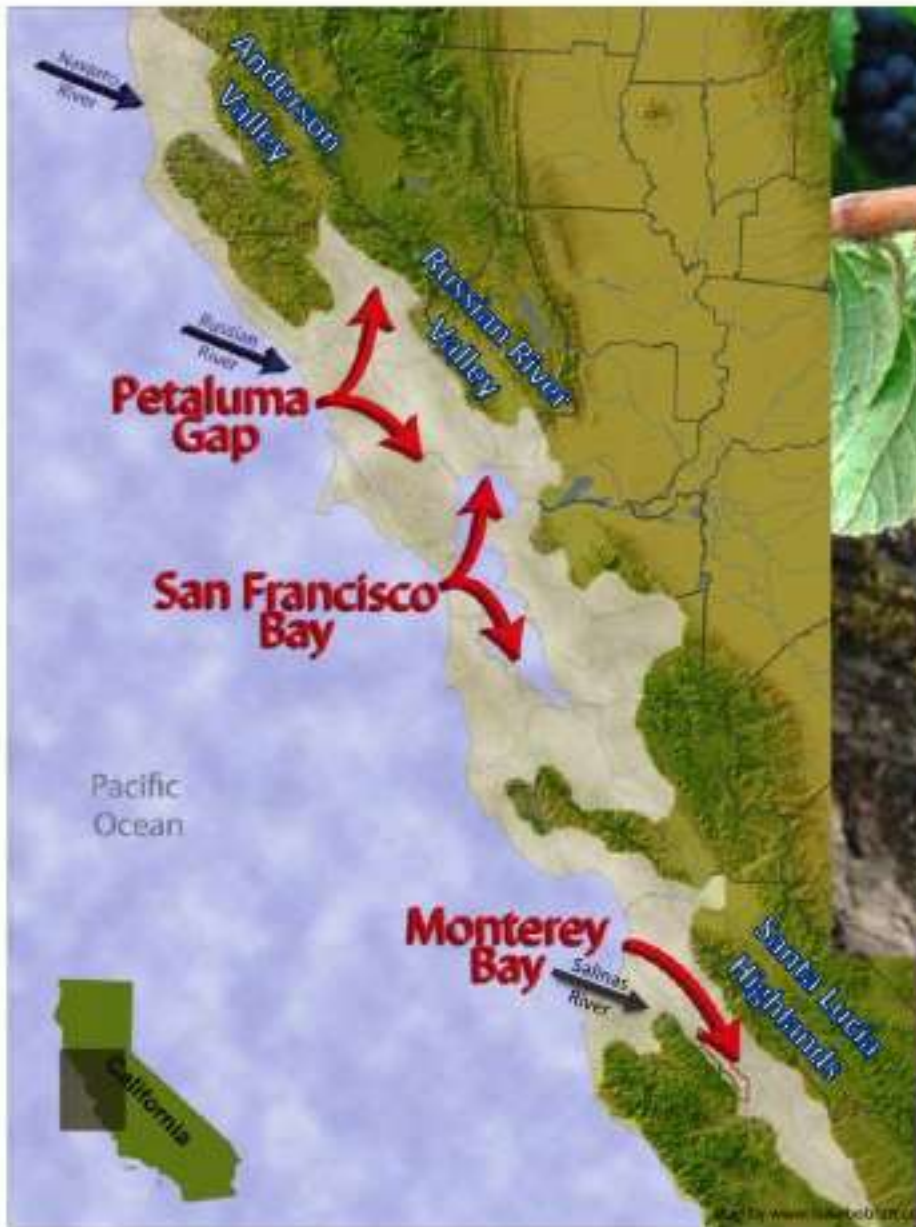 Navarro
River
Anderson
Valley
Russian River
Valley
Russian
River
Petaluma
Gap
San Francisco
Bay
Pacific
Ocean
Monterey
Bay
Salinas
River
Santa Lucia
Highlands
California